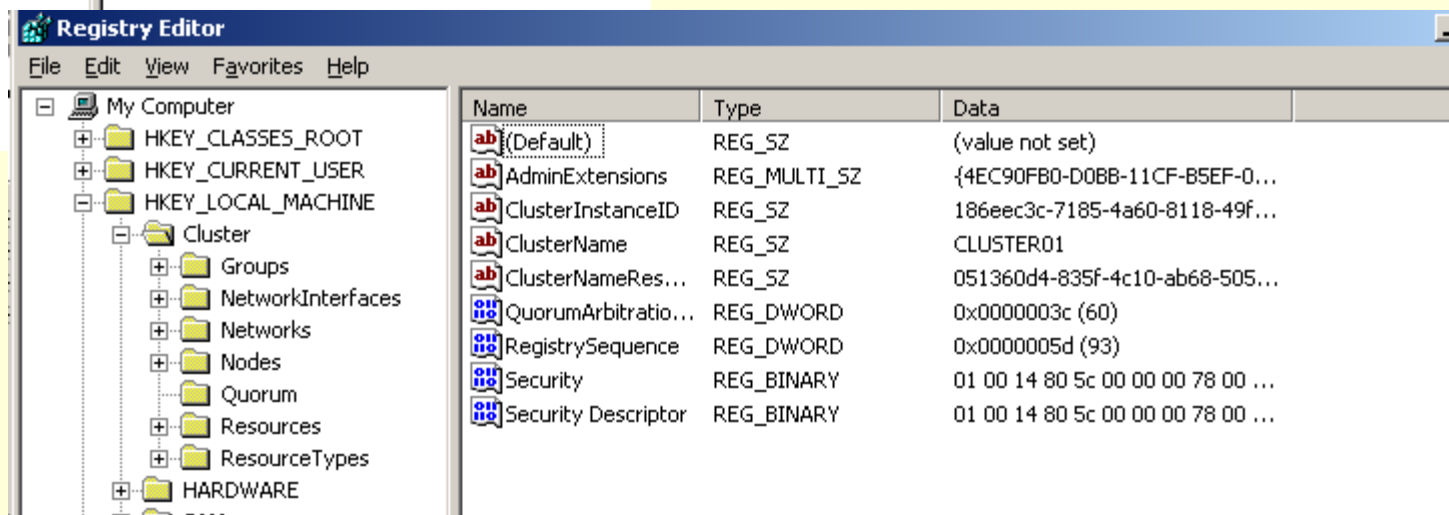 Registry Editor
File Edit View Favorites Help
My Computer
HKEY_CLASSES_ROOT
HKEY_CURRENT_USER
HKEY_LOCAL_MACHINE
Cluster
Groups
NetworkInterfaces
Networks
Nodes
Quorum
Resources
ResourceTypes
HARDWARE
Name Type Data
(Default) REG_SZ (value not set)
AdminExtensions REG_MULTI_SZ {4EC90FB0-D0BB-11CF-B5EF-0...
ClusterInstanceID REG_SZ 186eec3c-7185-4a60-8118-49f...
ClusterName REG_SZ CLUSTER01
ClusterNameRes... REG_SZ 051360d4-835f-4c10-ab68-505...
QuorumArbitratio... REG_DWORD 0x0000003c (60)
RegistrySequence REG_DWORD 0x0000005d (93)
Security REG_BINARY 01 00 14 80 5c 00 00 00 78 00 ...
Security Descriptor REG_BINARY 01 00 14 80 5c 00 00 00 78 00 ...